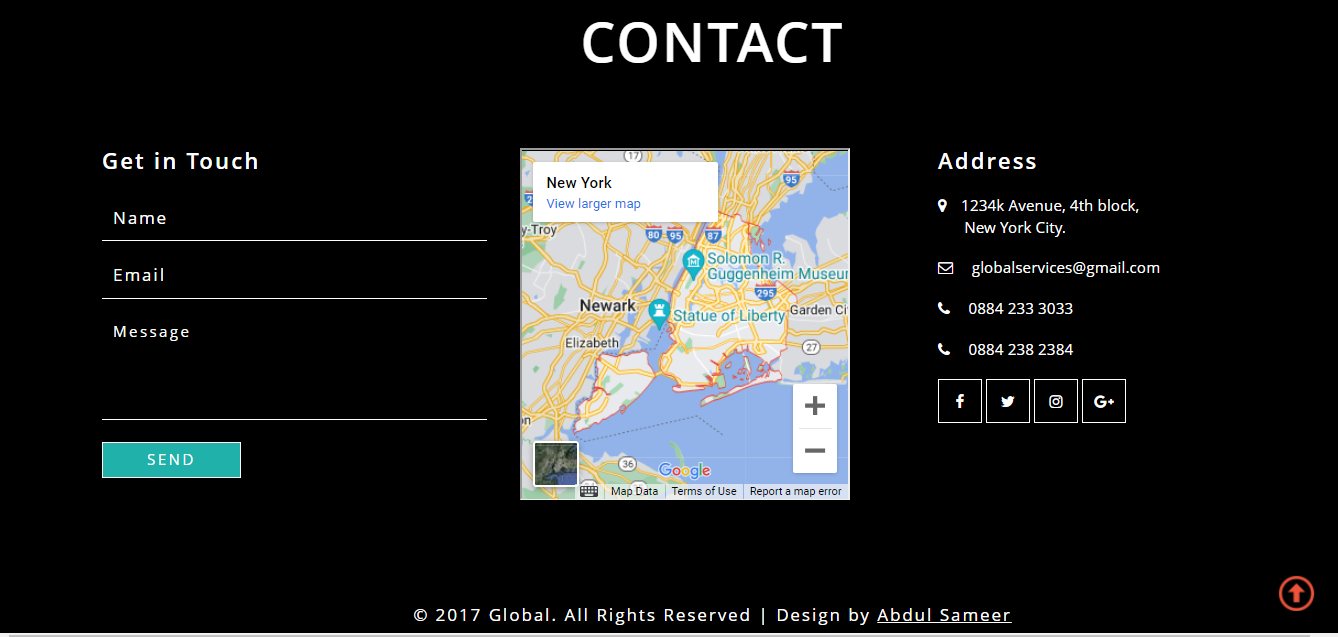 CONTACT
Get in Touch
Name
Email
Message
SEND
New York
View larger map
17
95
y-Troy
80
95
87
Solomon R.
Guggenheim Museum
295
Newark
Statue of Liberty
Garden Ci
Elizabeth
27
36
Google
Map Data
Terms of Use
Report a map error
Address
1234k Avenue, 4th block,
New York City.
globalservices@gmail.com
0884 233 3033
0884 238 2384
G+
© 2017 Global. All Rights Reserved | Design by Abdul Sameer